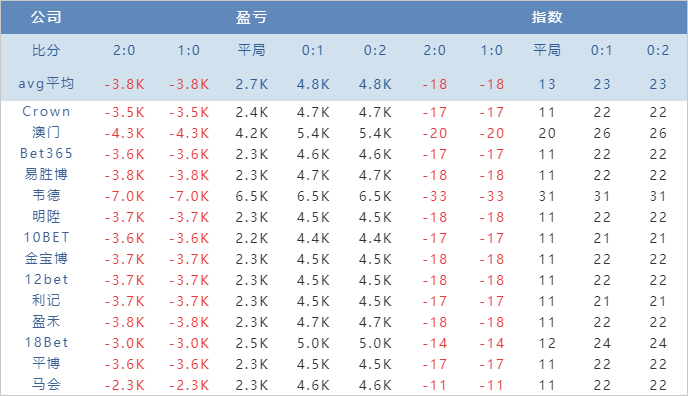 公司 盈亏 指数
比分 2:0 1:0 平局 0:1 0:2 2:0 1:0 平局 0:1 0:2
avg平均 -3.8K -3.8K 2.7K 4.8K 4.8K -18 -18 13 23 23
Crown -3.5K -3.5K 2.4K 4.7K 4.7K -17 -17 11 22 22
澳门 -4.3K -4.3K 4.2K 5.4K 5.4K -20 -20 20 26 26
Bet365 -3.6K -3.6K 2.3K 4.6K 4.6K -17 -17 11 22 22
易胜博 -3.8K -3.8K 2.3K 4.7K 4.7K -18 -18 11 22 22
韦德 -7.0K -7.0K 6.5K 6.5K 6.5K -33 -33 31 31 31
明陞 -3.7K -3.7K 2.3K 4.5K 4.5K -18 -18 11 22 22
10BET -3.6K -3.6K 2.2K 4.4K 4.4K -17 -17 11 21 21
金宝博 -3.7K -3.7K 2.3K 4.5K 4.5K -18 -18 11 22 22
12bet -3.7K -3.7K 2.3K 4.5K 4.5K -18 -18 11 22 22
利记 -3.7K -3.7K 2.3K 4.5K 4.5K -17 -17 11 21 21
盈禾 -3.8K -3.8K 2.3K 4.7K 4.7K -18 -18 11 22 22
18Bet -3.0K -3.0K 2.5K 5.0K 5.0K -14 -14 12 24 24
平博 -3.6K -3.6K 2.3K 4.5K 4.5K -17 -17 11 22 22
马会 -2.3K -2.3K 2.3K 4.6K 4.6K -11 -11 11 22 22